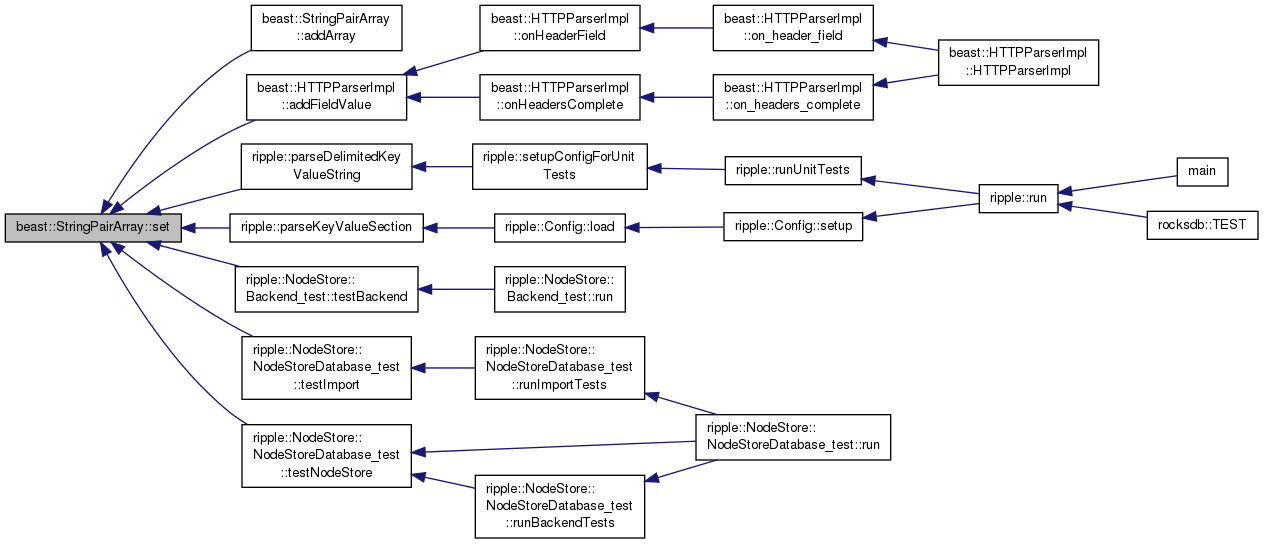 beast::StringPairArray::set
beast::StringPairArray
::addArray
beast::HTTPParserImpl
::addFieldValue
beast::HTTPParserImpl
::onHeaderField
beast::HTTPParserImpl
::on_header_field
beast::HTTPParserImpl
::HTTPParserImpl
beast::HTTPParserImpl
::onHeadersComplete
beast::HTTPParserImpl
::on_headers_complete
ripple::parseDelimitedKey
ValueString
ripple::setupConfigForUnit
Tests
ripple::runUnitTests
ripple::run
main
rocksdb::TEST
ripple::parseKeyValueSection
ripple::Config::load
ripple::Config::setup
ripple::NodeStore::
Backend_test::testBackend
ripple::NodeStore::
Backend_test::run
ripple::NodeStore::
NodeStoreDatabase_test
::testImport
ripple::NodeStore::
NodeStoreDatabase_test
::runImportTests
ripple::NodeStore::
NodeStoreDatabase_test::run
ripple::NodeStore::
NodeStoreDatabase_test
::testNodeStore
ripple::NodeStore::
NodeStoreDatabase_test
::runBackendTests